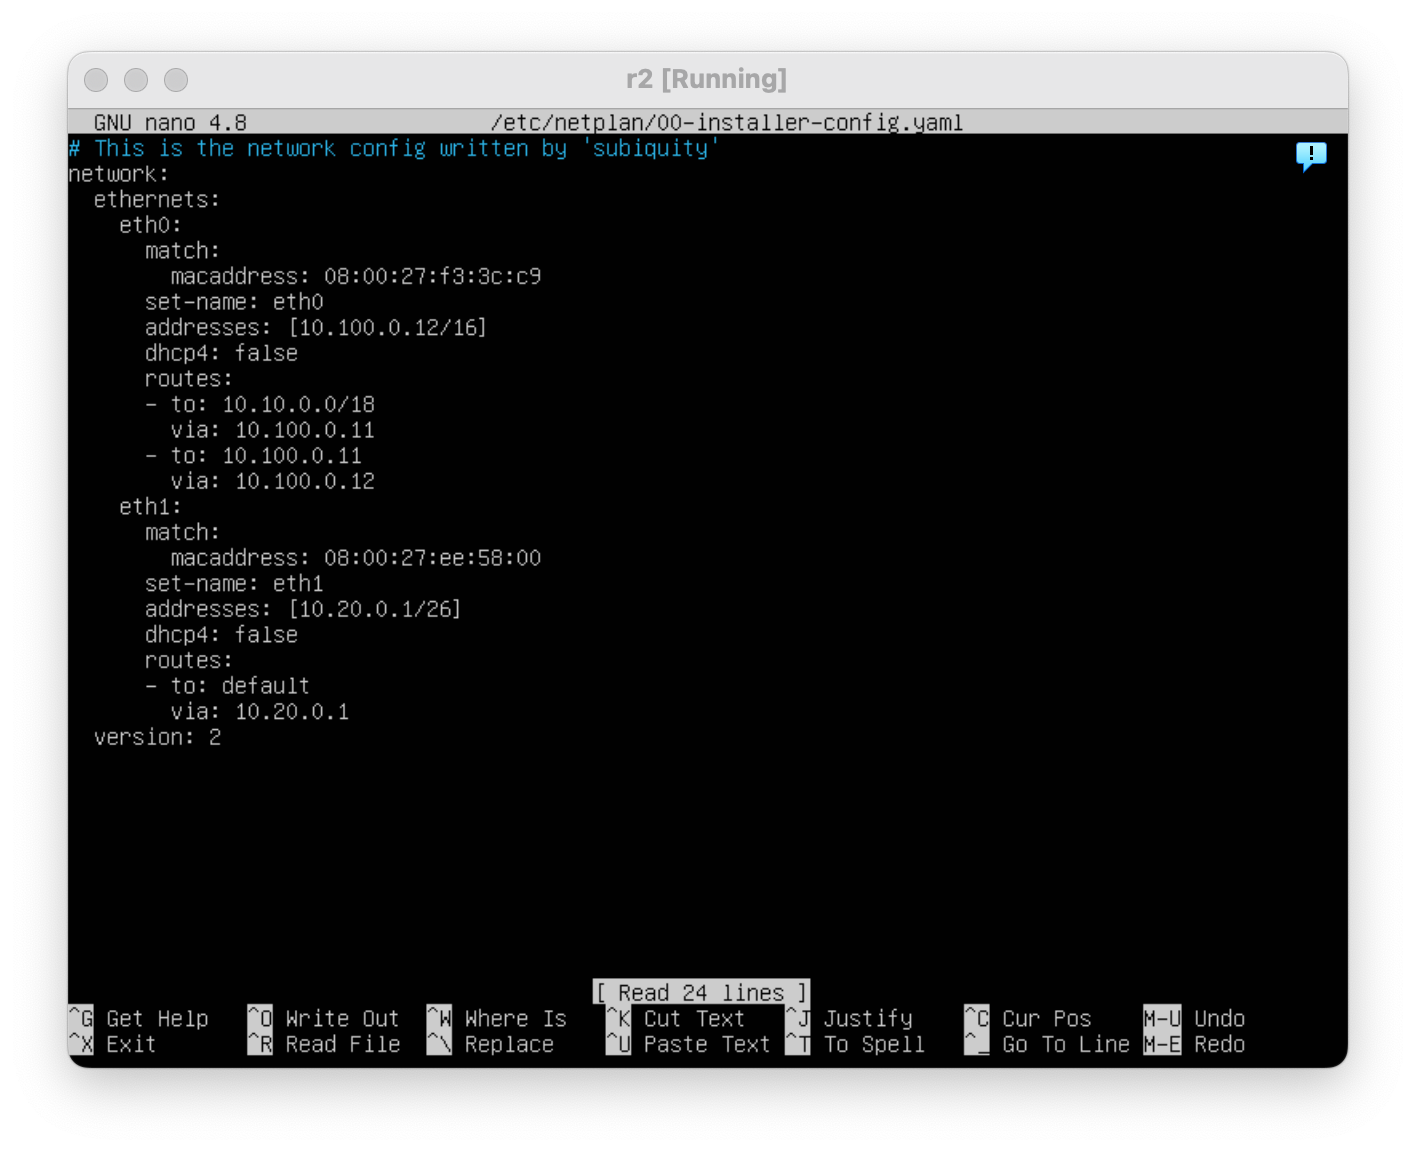 r2 [Running]
GNU nano 4.8 /etc/netplan/00-installer-config.yaml
# This is the network config written by 'subiquity'
network:
  ethernets:
    eth0:
      match:
        macaddress: 08:00:27:f3:3c:c9
      set-name: eth0
      addresses: [10.100.0.12/16]
      dhcp4: false
      routes:
      - to: 10.10.0.0/18
        via: 10.100.0.11
      - to: 10.100.0.11
        via: 10.100.0.12
    eth1:
      match:
        macaddress: 08:00:27:ee:58:00
      set-name: eth1
      addresses: [10.20.0.1/26]
      dhcp4: false
      routes:
      - to: default
        via: 10.20.0.1
  version: 2
[ Read 24 lines ]
^G Get Help ^O Write Out ^W Where Is ^K Cut Text ^J Justify ^C Cur Pos M-U Undo
^X Exit ^R Read File ^\ Replace ^U Paste Text ^T To Spell ^_ Go To Line M-E Redo